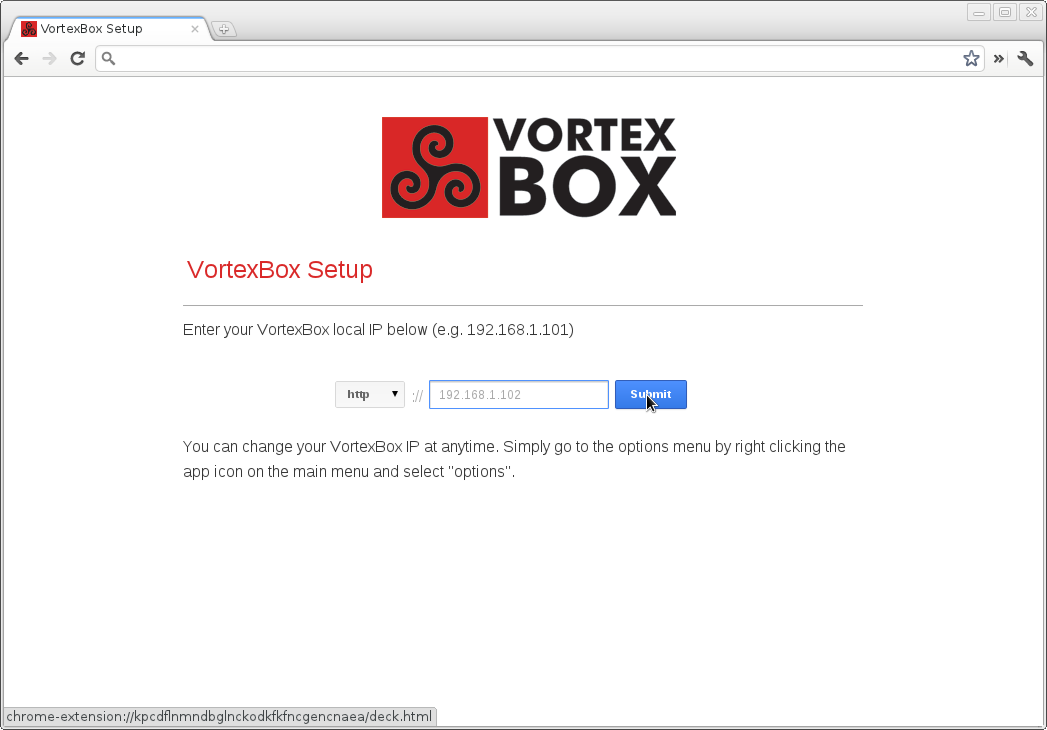 VortexBox Setup
VORTEX
BOX
VortexBox Setup
Enter your VortexBox local IP below (e.g. 192.168.1.101)
http :// 192.168.1.102 Submit
You can change your VortexBox IP at anytime. Simply go to the options menu by right clicking the
app icon on the main menu and select "options".
chrome-extension://kpcdflnmndbglnckodkfkfncgencnaea/deck.html